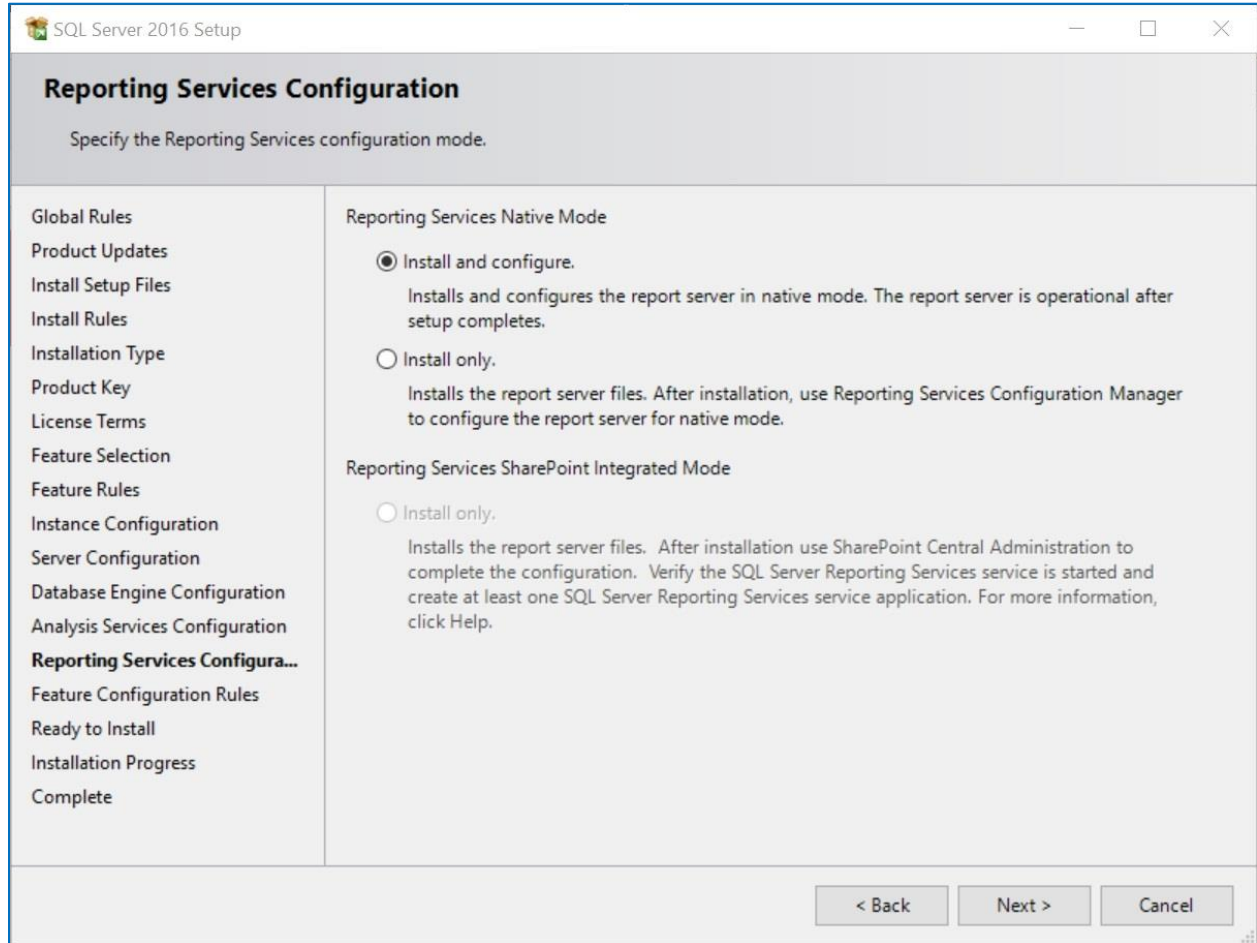 SQL Server 2016 Setup
Reporting Services Configuration
Specify the Reporting Services configuration mode.
Global Rules
Product Updates
Install Setup Files
Install Rules
Installation Type
Product Key
License Terms
Feature Selection
Feature Rules
Instance Configuration
Server Configuration
Database Engine Configuration
Analysis Services Configuration
Reporting Services Configura...
Feature Configuration Rules
Ready to Install
Installation Progress
Complete
Reporting Services Native Mode
Install and configure.
Installs and configures the report server in native mode. The report server is operational after
setup completes.
Install only.
Installs the report server files. After installation, use Reporting Services Configuration Manager
to configure the report server for native mode.
Reporting Services SharePoint Integrated Mode
Install only.
Installs the report server files.  After installation use SharePoint Central Administration to
complete the configuration.  Verify the SQL Server Reporting Services service is started and
create at least one SQL Server Reporting Services service application. For more information,
click Help.
< Back
Next >
Cancel